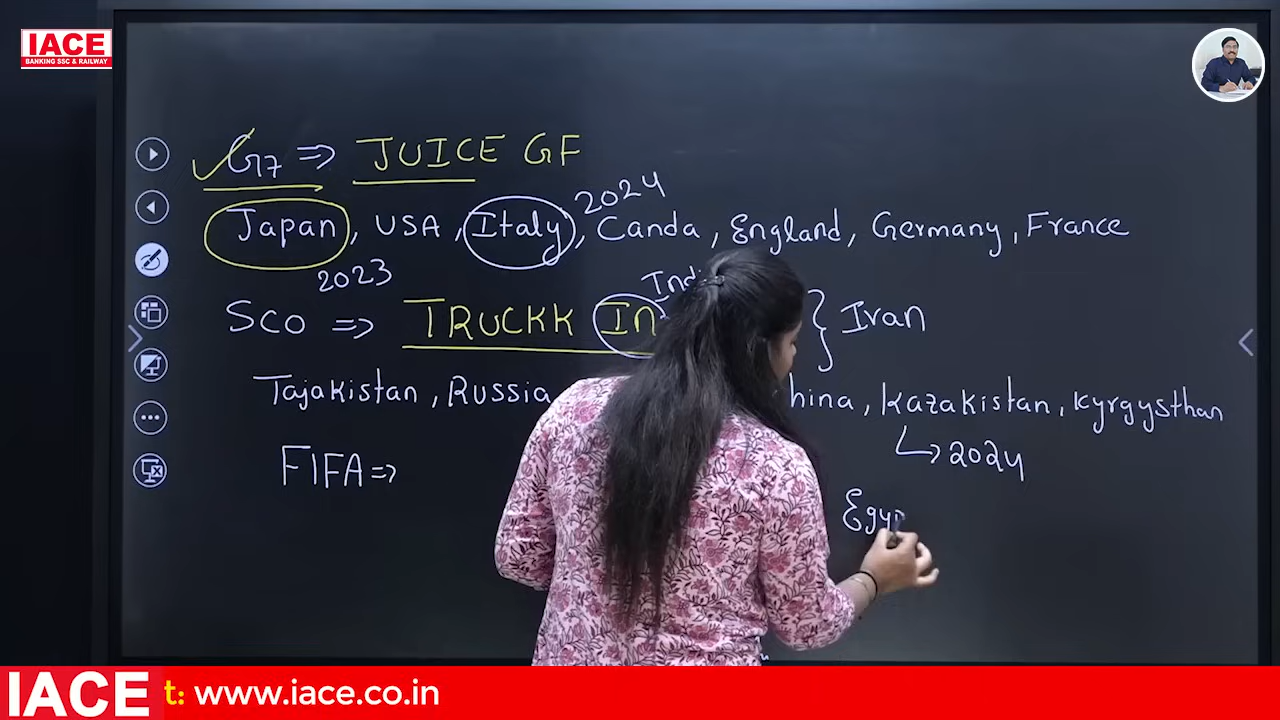 IACE
BANKING SSC & RAILWAY
G7 => JUICE GF
2024
Japan, USA, Italy, Canda, England, Germany, France
2023
SCO => TRUCKK In } Iran
Tajakistan, Russia hina, Kazakistan, Kyrgysthan
2024
FIFA =>
Egy
IACE t: www.iace.co.in